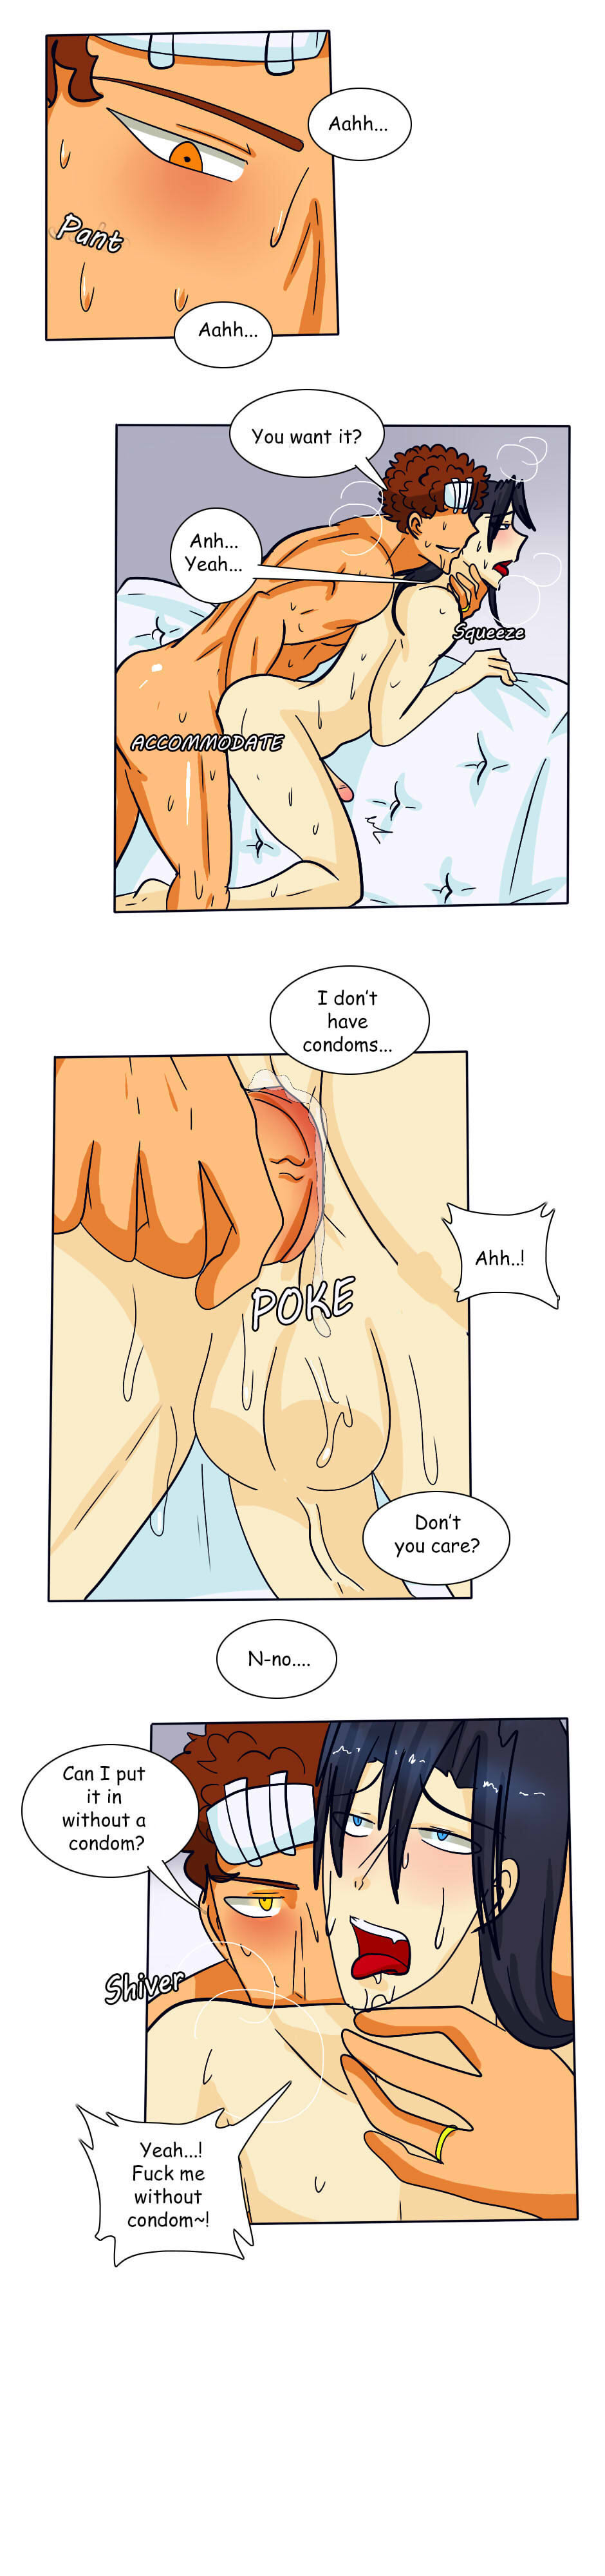 Aahh...
Pant
Aahh...
You want it?
Anh...
Yeah...
Squeeze
ACCOMMODATE
I don't
have
condoms...
Ahh..!
POKE
Don't
you care?
N-no....
Can I put
it in
without a
condom?
Shiver
Yeah...!
Fuck me
without
condom~!